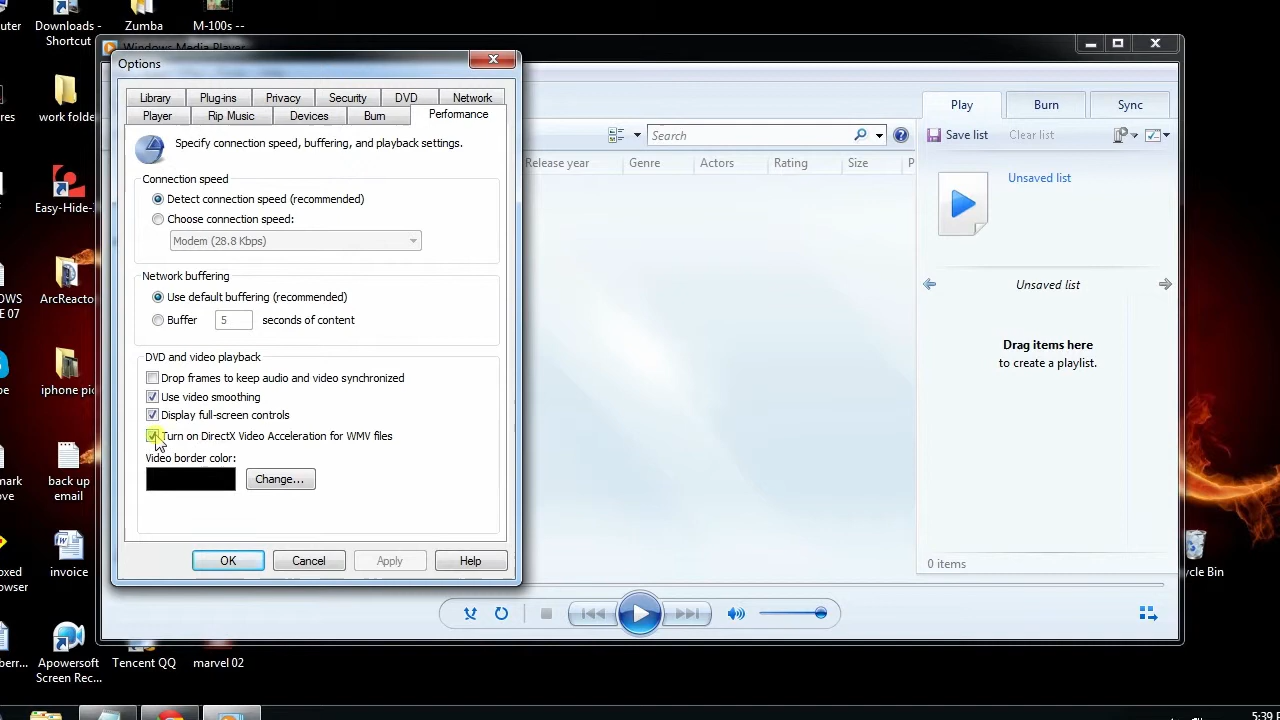 Downloads -
Shortcut
Zumba
M-100s --
work folde
Easy-Hide-
ArcReacto
iphone pic
back up
email
invoice
Apowersoft
Screen Rec...
Tencent QQ
marvel 02
Windows Media Player
Options
Library
Plug-ins
Privacy
Security
DVD
Network
Player
Rip Music
Devices
Burn
Performance
Specify connection speed, buffering, and playback settings.
Connection speed
Detect connection speed (recommended)
Choose connection speed:
Modem (28.8 Kbps)
Network buffering
Use default buffering (recommended)
Buffer 5 seconds of content
DVD and video playback
Drop frames to keep audio and video synchronized
Use video smoothing
Display full-screen controls
Turn on DirectX Video Acceleration for WMV files
Video border color:
Change...
OK
Cancel
Apply
Help
Search
Release year
Genre
Actors
Rating
Size
P
Play
Burn
Sync
Save list
Clear list
Unsaved list
Unsaved list
Drag items here
to create a playlist.
0 items
cycle Bin
5:39 P